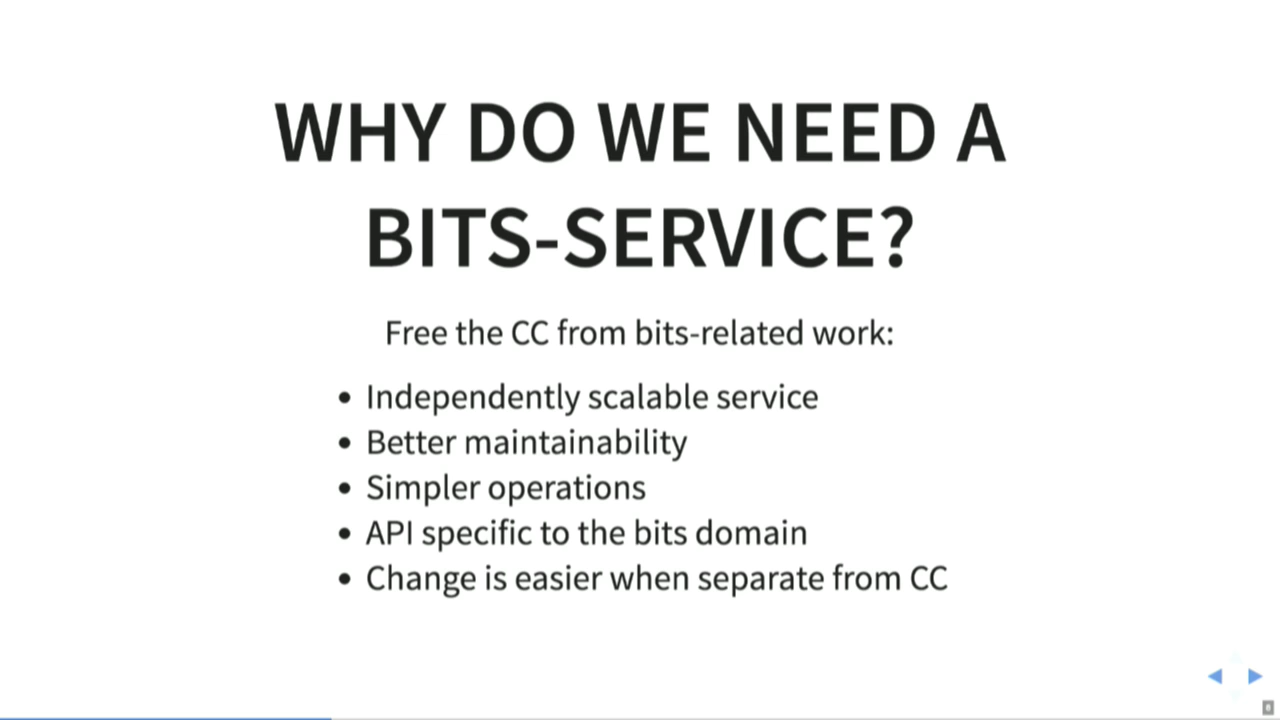 WHY DO WE NEED A
BITS-SERVICE?
Free the CC from bits-related work:
• Independently scalable service
• Better maintainability
• Simpler operations
• API specific to the bits domain
• Change is easier when separate from CC